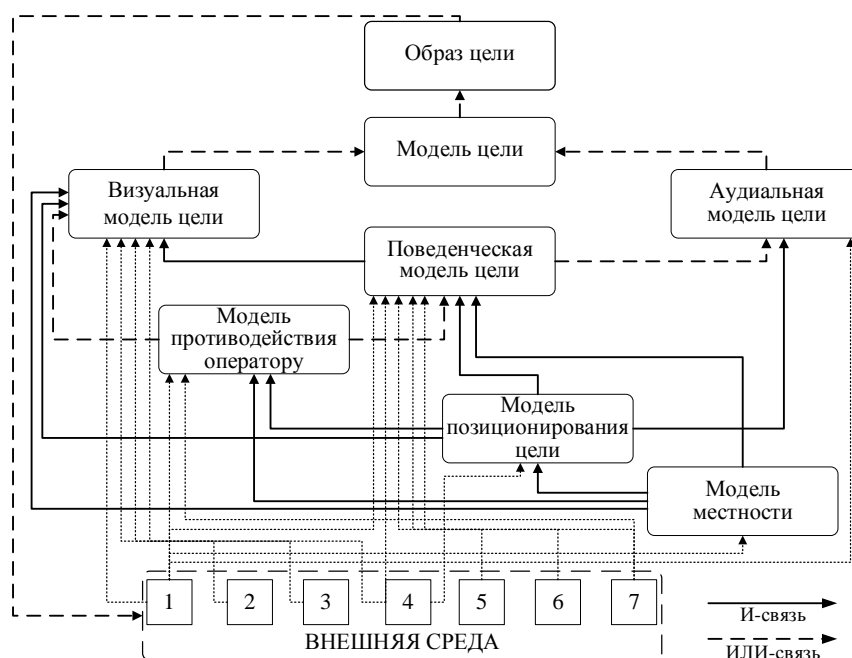 Образ цели
Модель цели
Визуальная
модель цели
Аудиальная
модель цели
Поведенческая
модель цели
Модель
противодействия
оператору
Модель
позиционирования
цели
Модель
местности
1 2 3 4 5 6 7
ВНЕШНЯЯ СРЕДА
И-связь
ИЛИ-связь